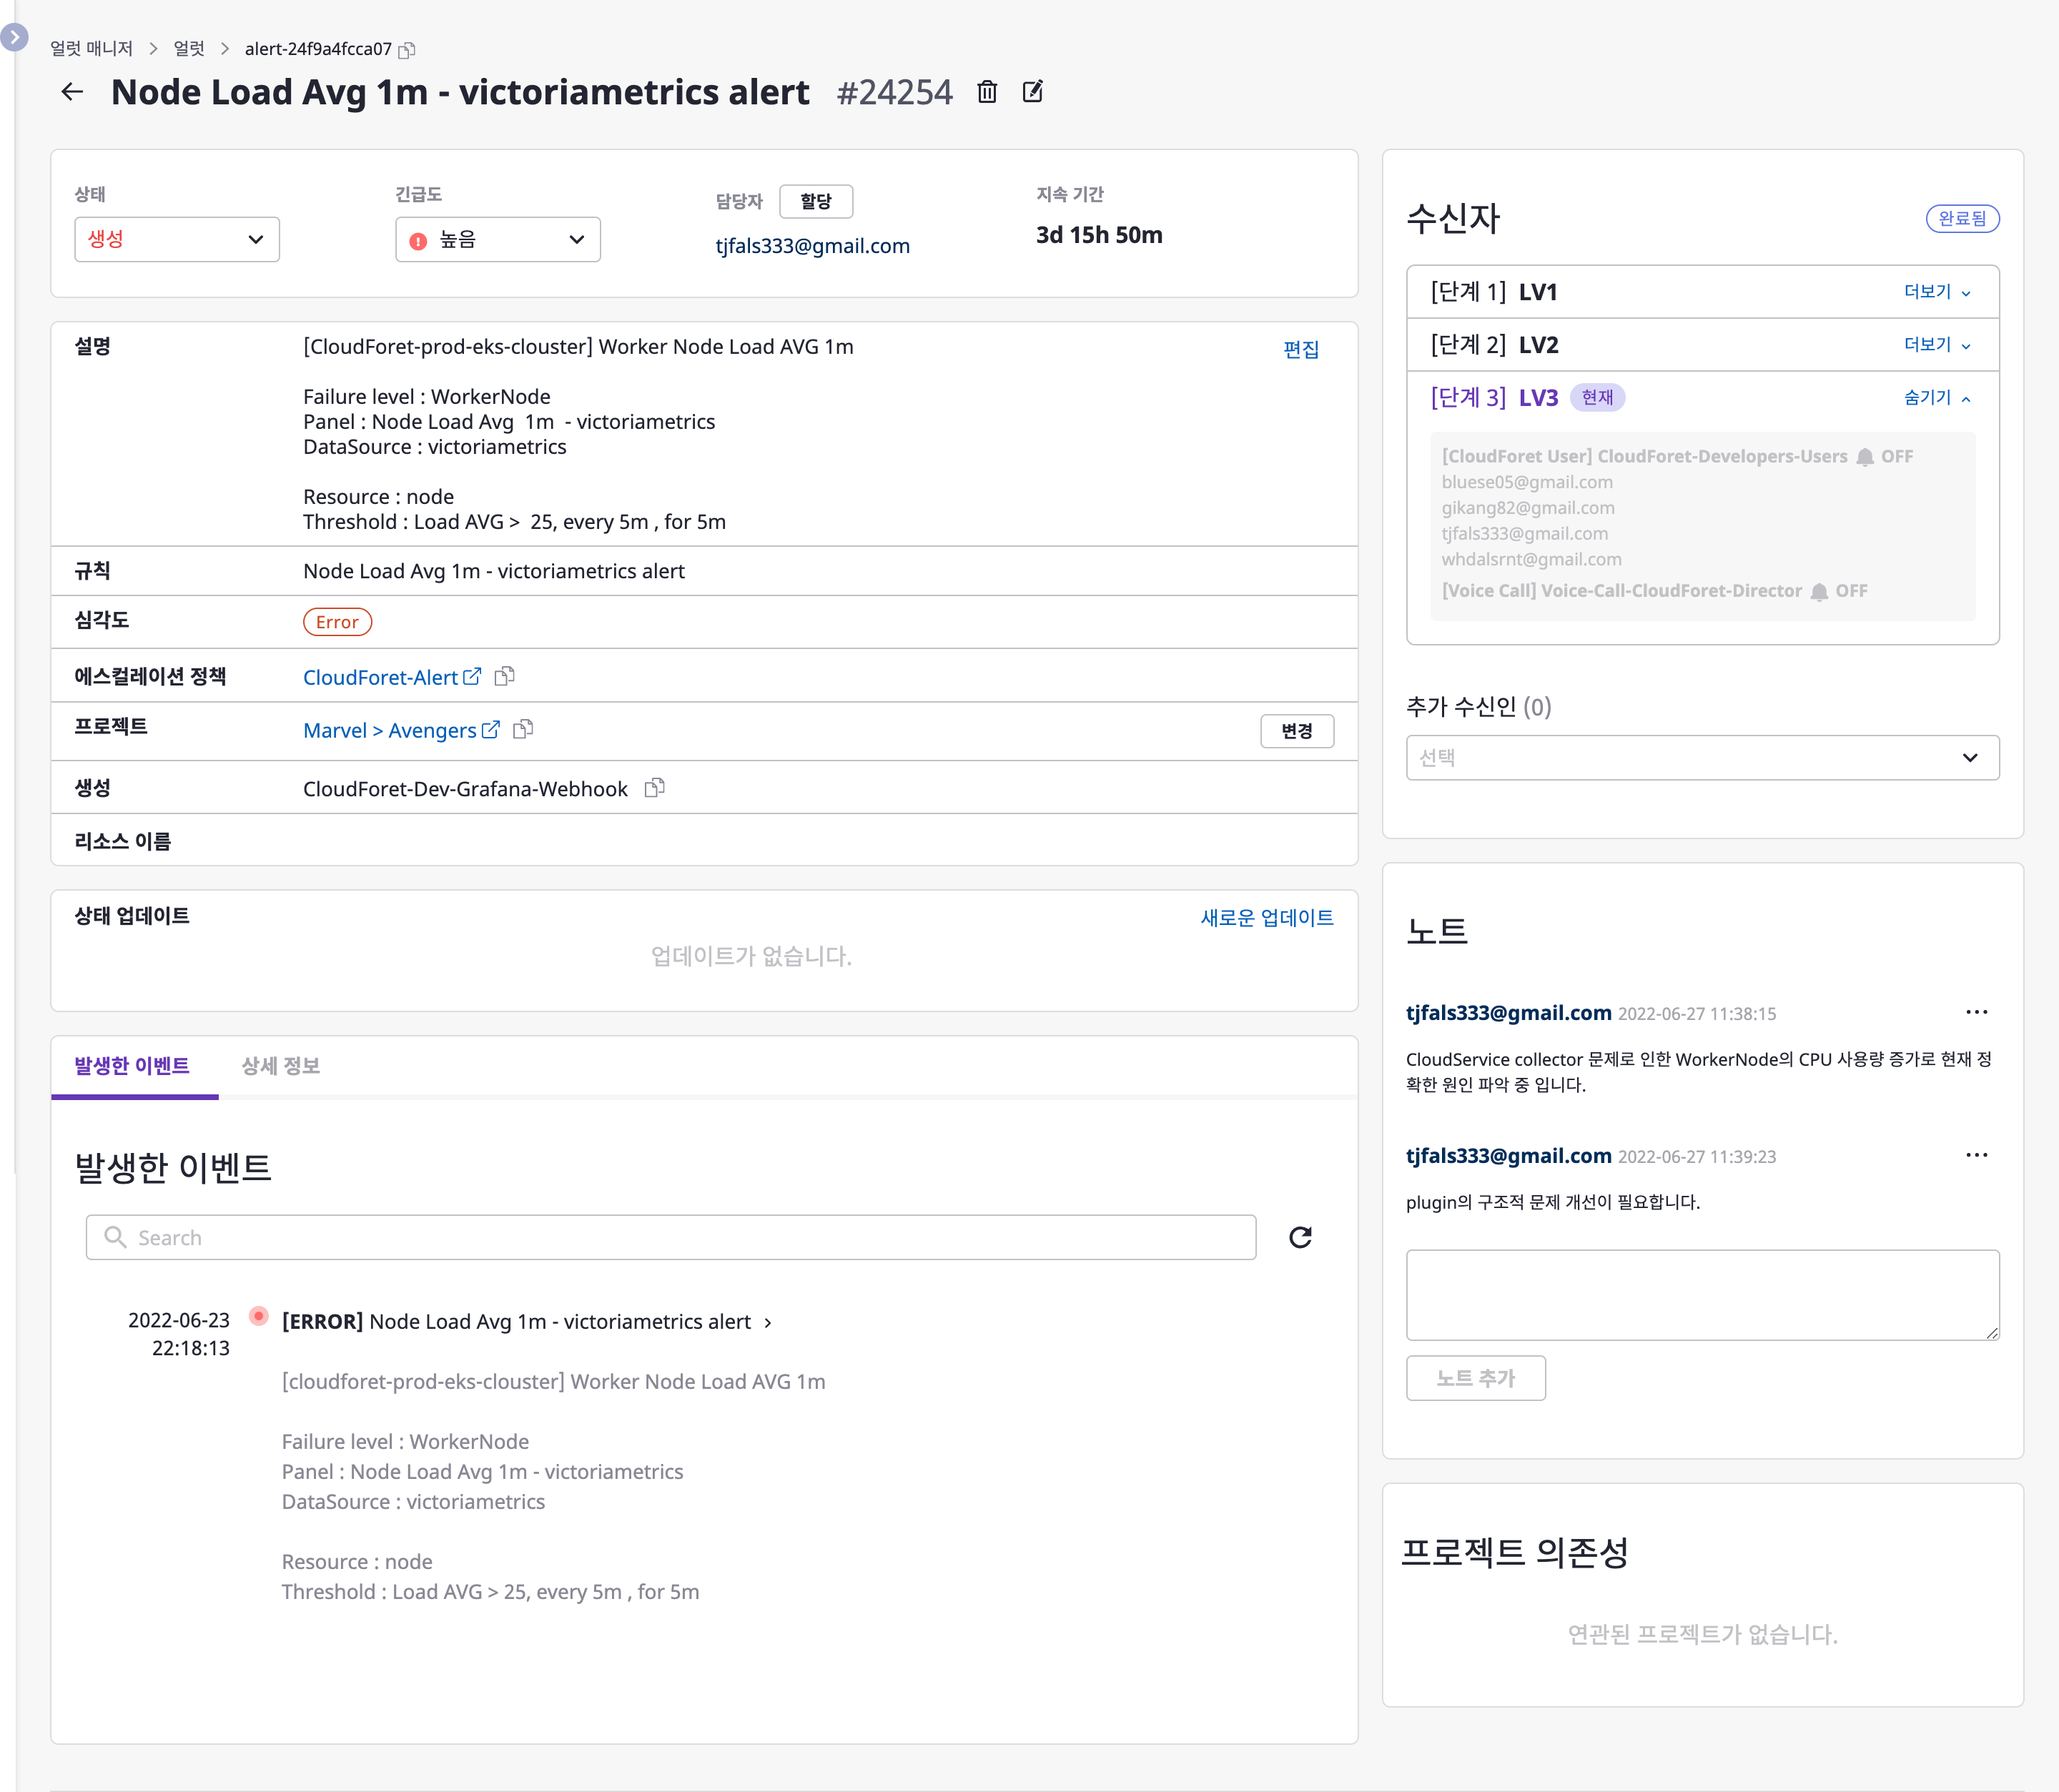 얼럿 매니저 > 얼럿 > alert-24f9a4fcca07
Node Load Avg 1m - victoriametrics alert #24254
상태
생성
긴급도
높음
담당자 할당
tjfals333@gmail.com
지속 기간
3d 15h 50m
설명
[CloudForet-prod-eks-clouster] Worker Node Load AVG 1m
편집
Failure level : WorkerNode
Panel : Node Load Avg 1m - victoriametrics
DataSource : victoriametrics
Resource : node
Threshold : Load AVG > 25, every 5m , for 5m
규칙 Node Load Avg 1m - victoriametrics alert
심각도 Error
에스컬레이션 정책 CloudForet-Alert
프로젝트 Marvel > Avengers 변경
생성 CloudForet-Dev-Grafana-Webhook
리소스 이름
상태 업데이트 새로운 업데이트
업데이트가 없습니다.
발생한 이벤트 상세 정보
발생한 이벤트
Search
2022-06-23
22:18:13
[ERROR] Node Load Avg 1m - victoriametrics alert >
[cloudforet-prod-eks-clouster] Worker Node Load AVG 1m
Failure level : WorkerNode
Panel : Node Load Avg 1m - victoriametrics
DataSource : victoriametrics
Resource : node
Threshold : Load AVG > 25, every 5m , for 5m
수신자 완료됨
[단계 1] LV1 더보기
[단계 2] LV2 더보기
[단계 3] LV3 현재 숨기기
[CloudForet User] CloudForet-Developers-Users OFF
bluese05@gmail.com
gikang82@gmail.com
tjfals333@gmail.com
whdalsrnt@gmail.com
[Voice Call] Voice-Call-CloudForet-Director OFF
추가 수신인 (0)
선택
노트
tjfals333@gmail.com 2022-06-27 11:38:15
CloudService collector 문제로 인한 WorkerNode의 CPU 사용량 증가로 현재 정
확한 원인 파악 중 입니다.
tjfals333@gmail.com 2022-06-27 11:39:23
plugin의 구조적 문제 개선이 필요합니다.
노트 추가
프로젝트 의존성
연관된 프로젝트가 없습니다.